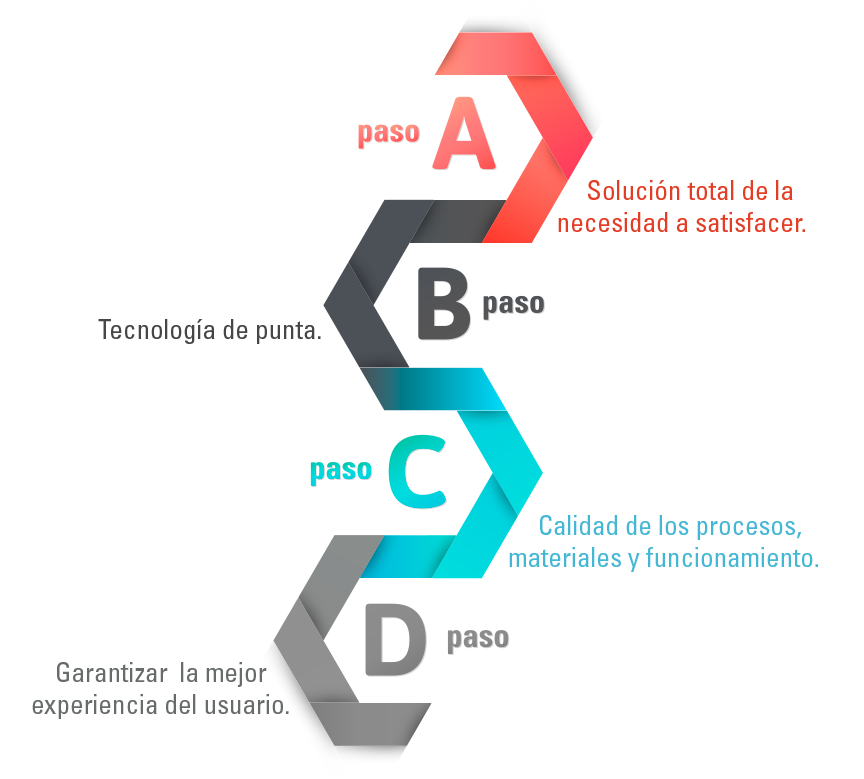 paso A
Solución total de la
necesidad a satisfacer.
B paso
Tecnología de punta.
paso C
Calidad de los procesos,
materiales y funcionamiento.
D paso
Garantizar la mejor
experiencia del usuario.